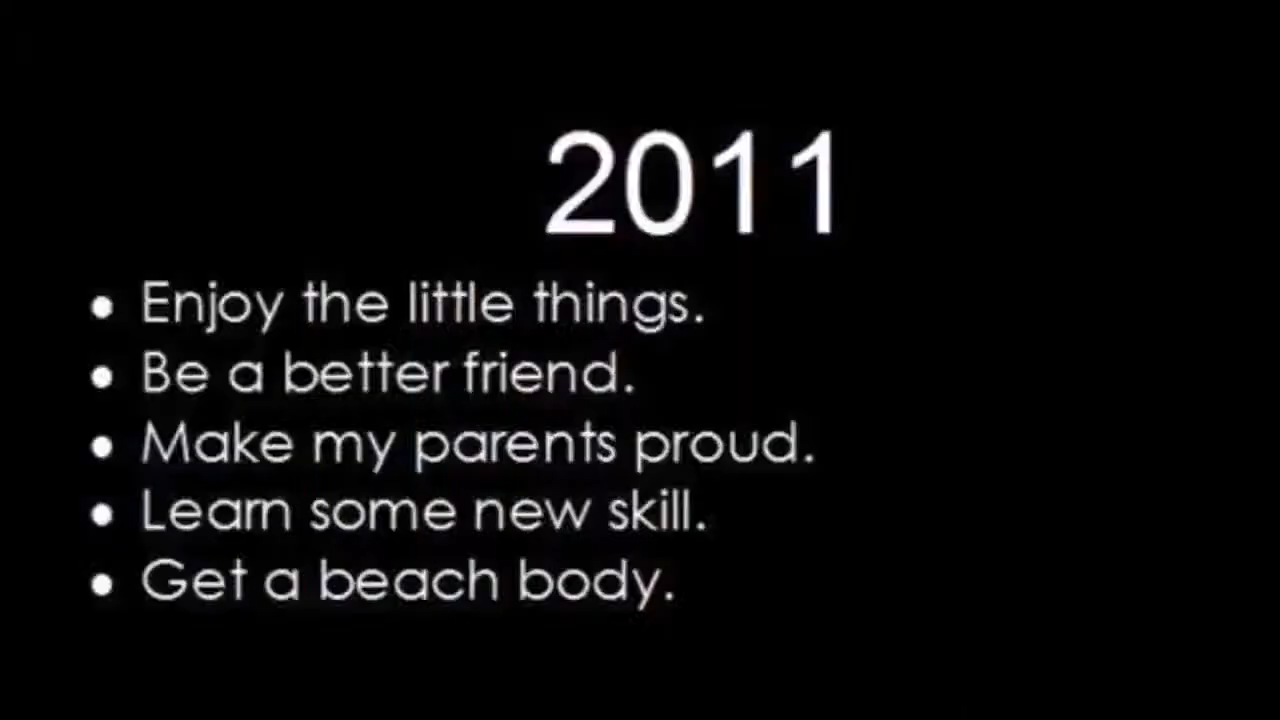 2011
• Enjoy the little things.
• Be a better friend.
• Make my parents proud.
• Learn some new skill.
• Get a beach body.